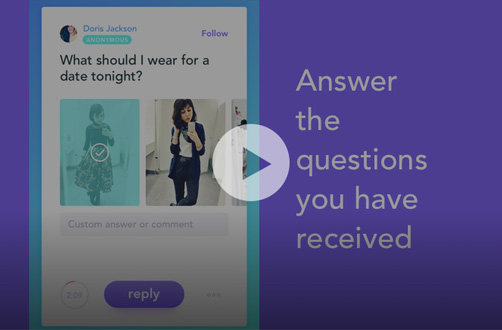 Doris Jackson
Follow
ANONYMOUS
What should I wear for a
date tonight?
Custom answer or comment
2:09
reply
Answer
the
questions
you have
received